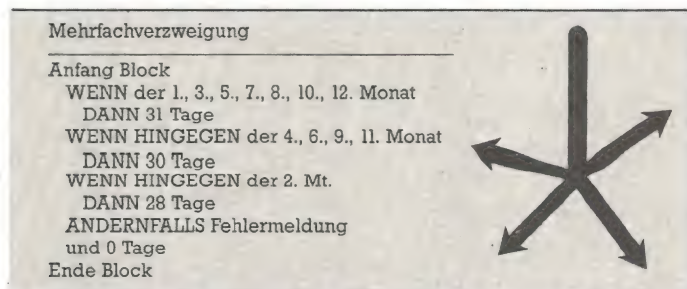 Mehrfachverzweigung
Anfang Block
WENN der 1., 3., 5., 7., 8., 10., 12. Monat
DANN 31 Tage
WENN HINGEGEN der 4., 6., 9., 11. Monat
DANN 30 Tage
WENN HINGEGEN der 2. Mt.
DANN 28 Tage
ANDERNFALLS Fehlermeldung
und 0 Tage
Ende Block